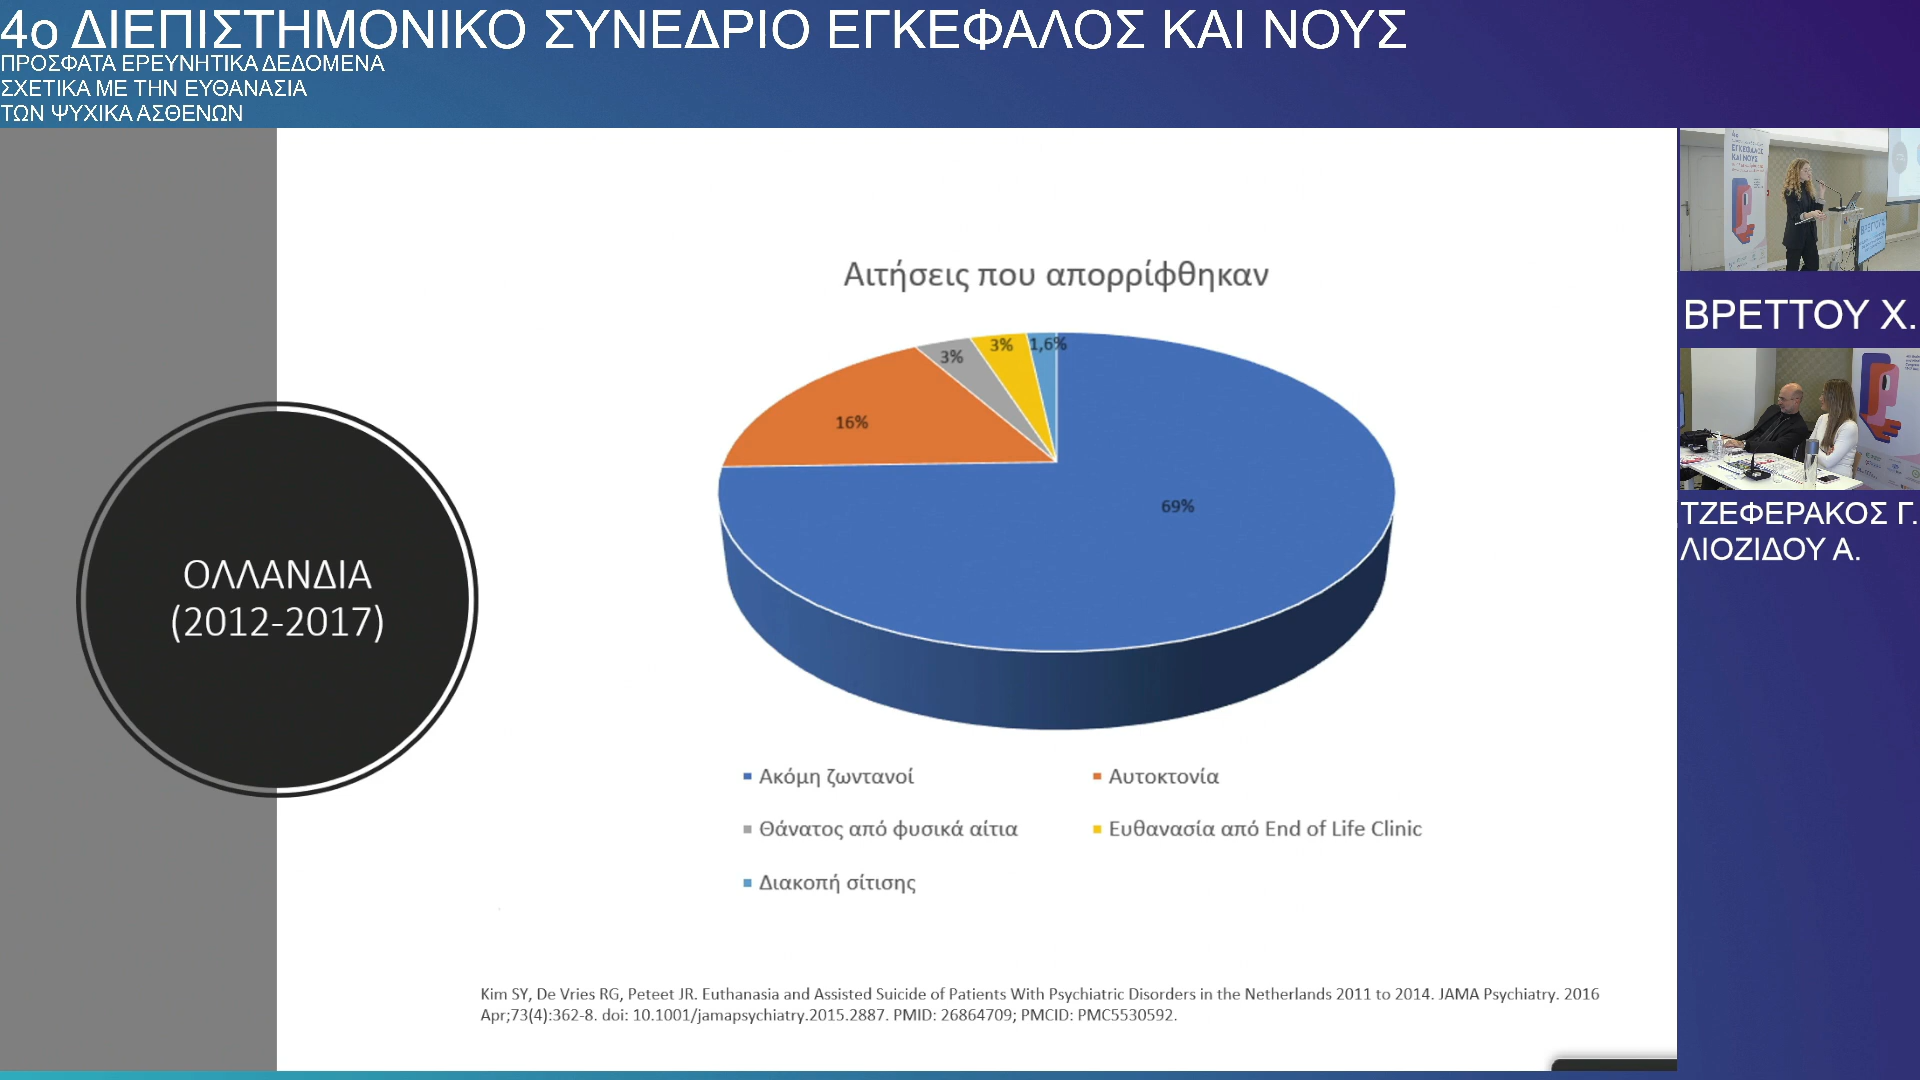 4ο ΔΙΕΠΙΣΤΗΜΟΝΙΚΟ ΣΥΝΕΔΡΙΟ ΕΓΚΕΦΑΛΟΣ ΚΑΙ ΝΟΥΣ
ΠΡΟΣΦΑΤΑ ΕΡΕΥΝΗΤΙΚΑ ΔΕΔΟΜΕΝΑ
ΣΧΕΤΙΚΑ ΜΕ ΤΗΝ ΕΥΘΑΝΑΣΙΑ
ΤΩΝ ΨΥΧΙΚΑ ΑΣΘΕΝΩΝ
ΟΛΛΑΝΔΙΑ
(2012-2017)
Αιτήσεις που απορρίφθηκαν
3%
3%
1,6%
16%
69%
Ακόμη ζωντανοί
Αυτοκτονία
Θάνατος από φυσικά αίτια
Ευθανασία από End of Life Clinic
Διακοπή σίτισης
Kim SY, De Vries RG, Peteet JR. Euthanasia and Assisted Suicide of Patients With Psychiatric Disorders in the Netherlands 2011 to 2014. JAMA Psychiatry. 2016
Apr;73(4):362-8. doi: 10.1001/jamapsychiatry.2015.2887. PMID: 26864709; PMCID: PMC5530592.
ΕΓΚΕΦΑΛΟΣ
ΚΑΙ ΝΟΥΣ
ΒΡΕΤΤΟΥ Χ.
ΤΖΕΦΕΡΑΚΟΣ Γ.
ΛΙΟΖΙΔΟΥ Α.